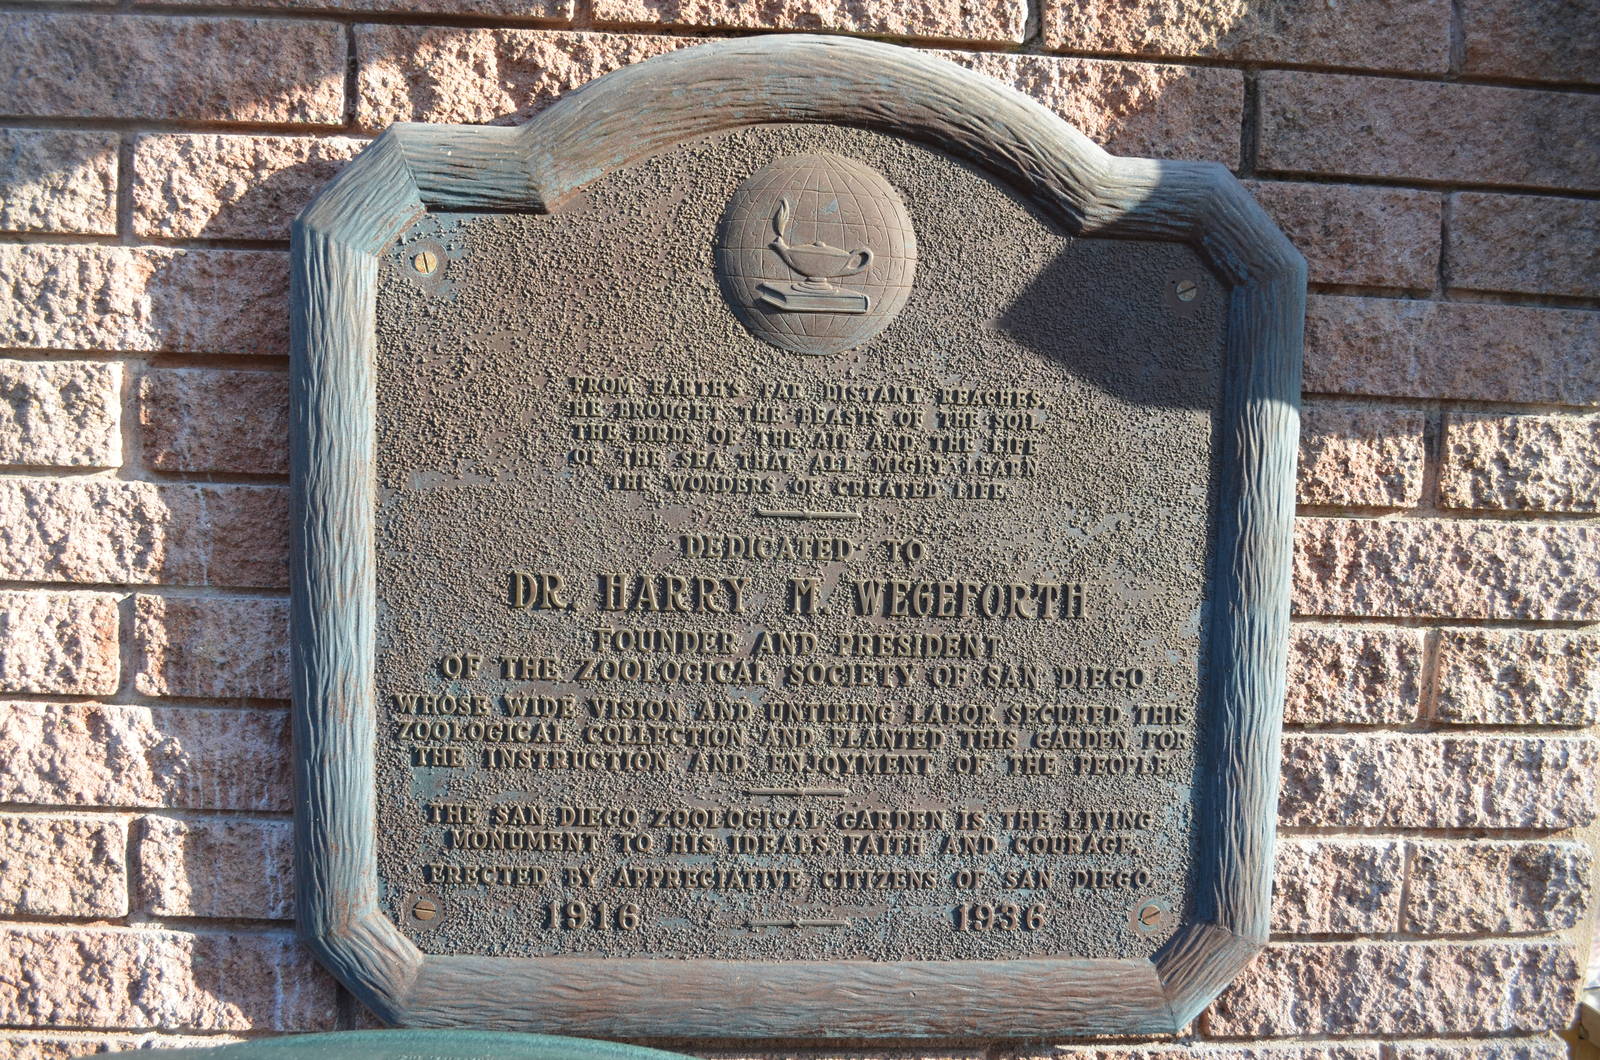 FROM EARTH'S FAR DISTANT REACHES,
HE BROUGHT THE BEASTS OF THE SOIL,
THE BIRDS OF THE AIR AND THE LIFE
OF THE SEA THAT ALL MIGHT LEARN
THE WONDERS OF CREATED LIFE.
DEDICATED TO
DR. HARRY M. WEGEFORTH
FOUNDER AND PRESIDENT
OF THE ZOOLOGICAL SOCIETY OF SAN DIEGO
WHOSE WIDE VISION AND UNTIRING LABOR SECURED THIS
ZOOLOGICAL COLLECTION AND PLANTED THIS GARDEN FOR
THE INSTRUCTION AND ENJOYMENT OF THE PEOPLE.
THE SAN DIEGO ZOOLOGICAL GARDEN IS THE LIVING
MONUMENT TO HIS IDEALS, FAITH AND COURAGE.
ERECTED BY APPRECIATIVE CITIZENS OF SAN DIEGO.
1916 1936